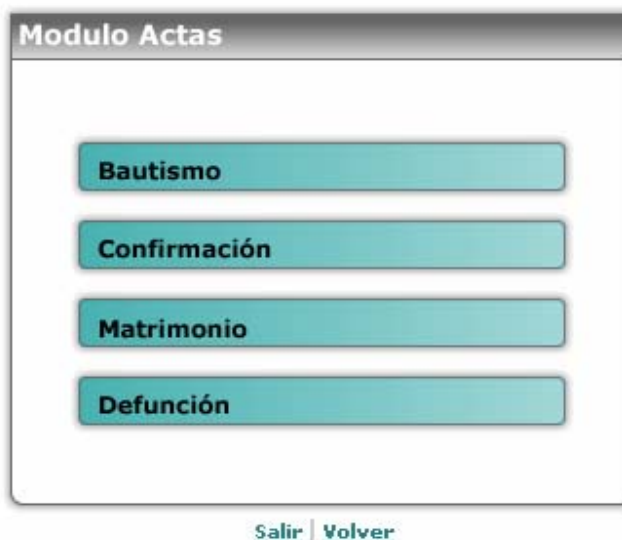 Modulo Actas
Bautismo
Confirmación
Matrimonio
Defunción
Salir | Volver